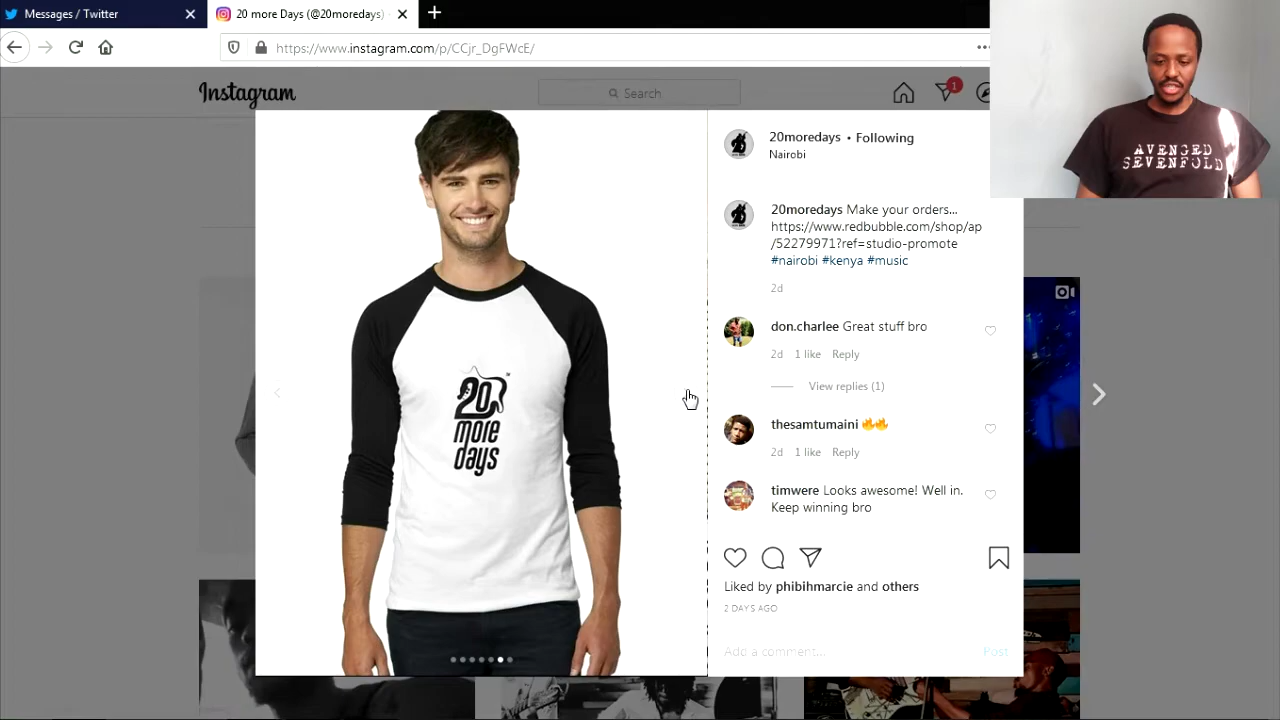 Messages / Twitter
20 more Days (@20moredays)
https://www.instagram.com/p/CCjr_DgFWcE/
Instagram
Search
1
AVENGED
SEVENFOLD
20moredays • Following
Nairobi
20moredays Make your orders...
https://www.redbubble.com/shop/ap
/52279971?ref=studio-promote
#nairobi #kenya #music
2d
don.charlee Great stuff bro
2d 1 like Reply
View replies (1)
thesamtumaini 🔥🔥
2d 1 like Reply
timwere Looks awesome! Well in.
Keep winning bro
20
more
days
Liked by phibihmarcie and others
2 DAYS AGO
Add a comment...
Post